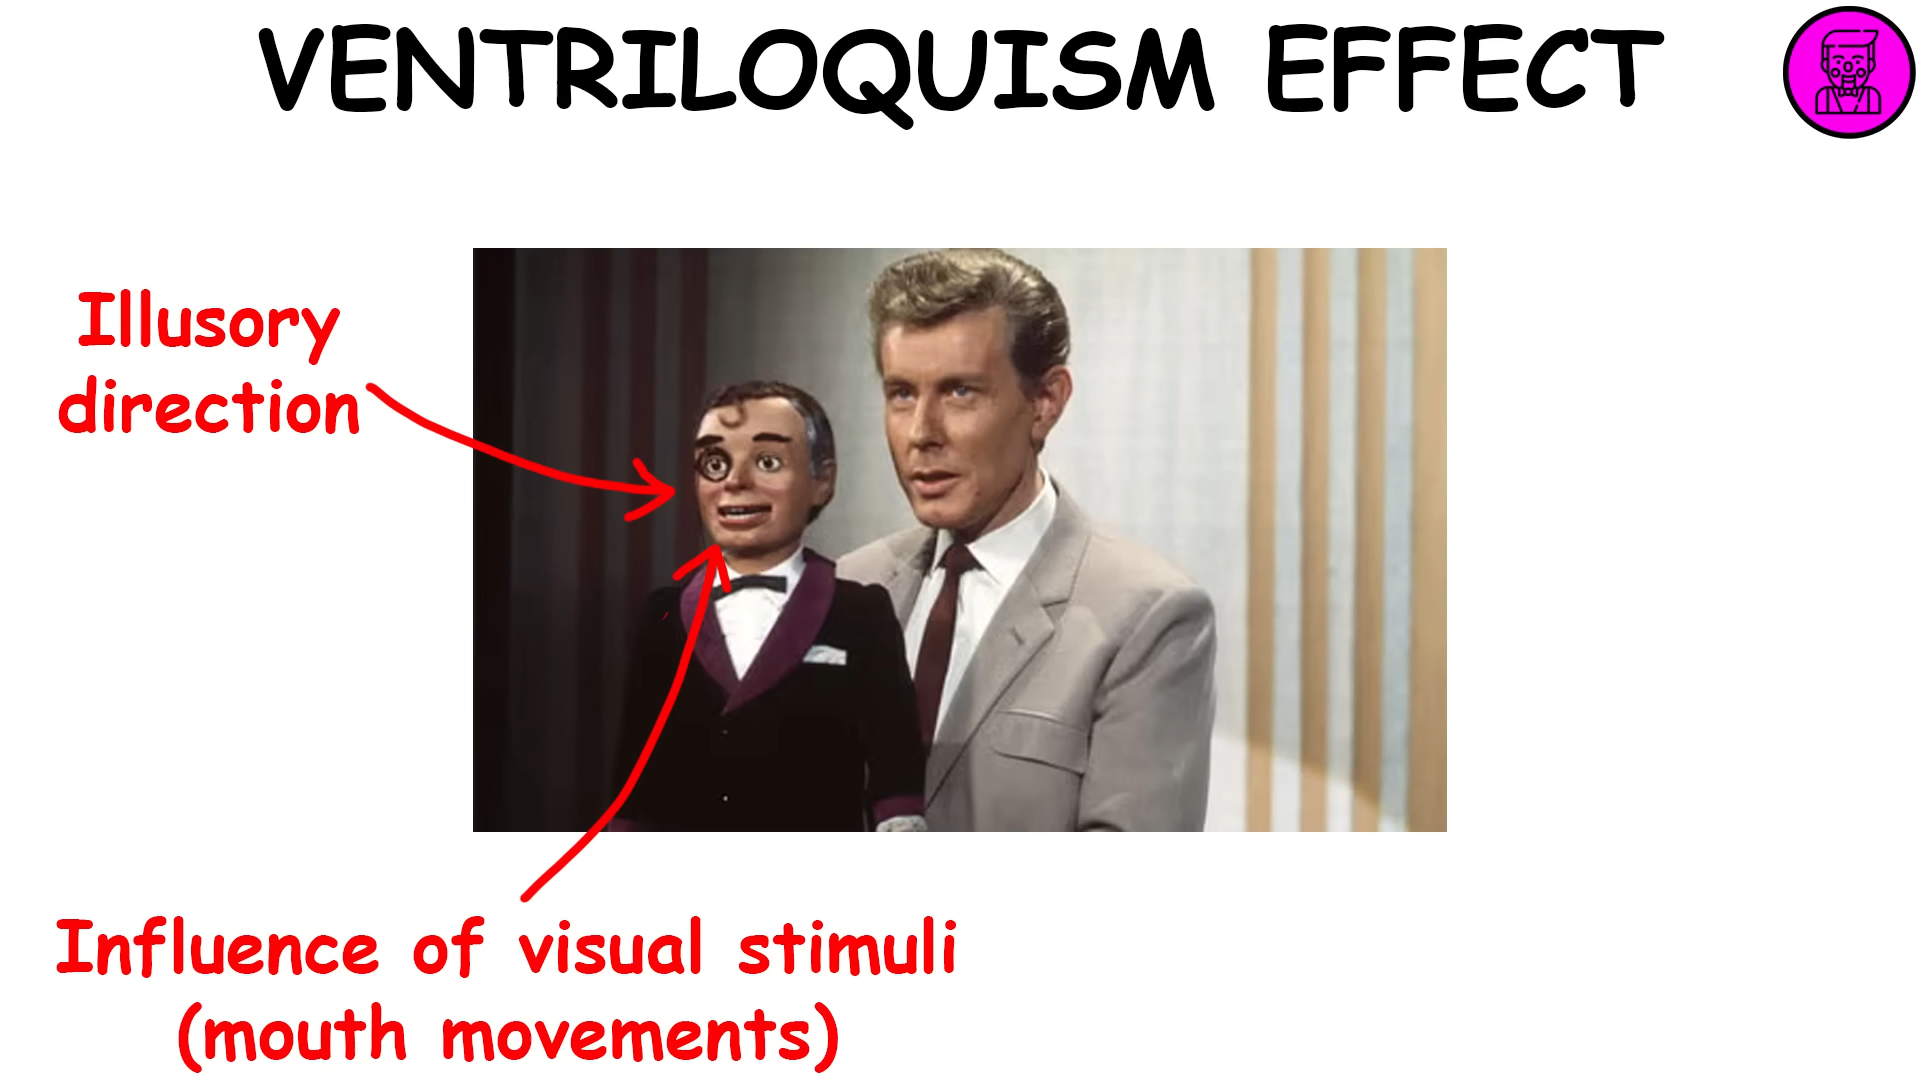 VENTRILOQUISM EFFECT
Illusory
direction
Influence of visual stimuli
(mouth movements)